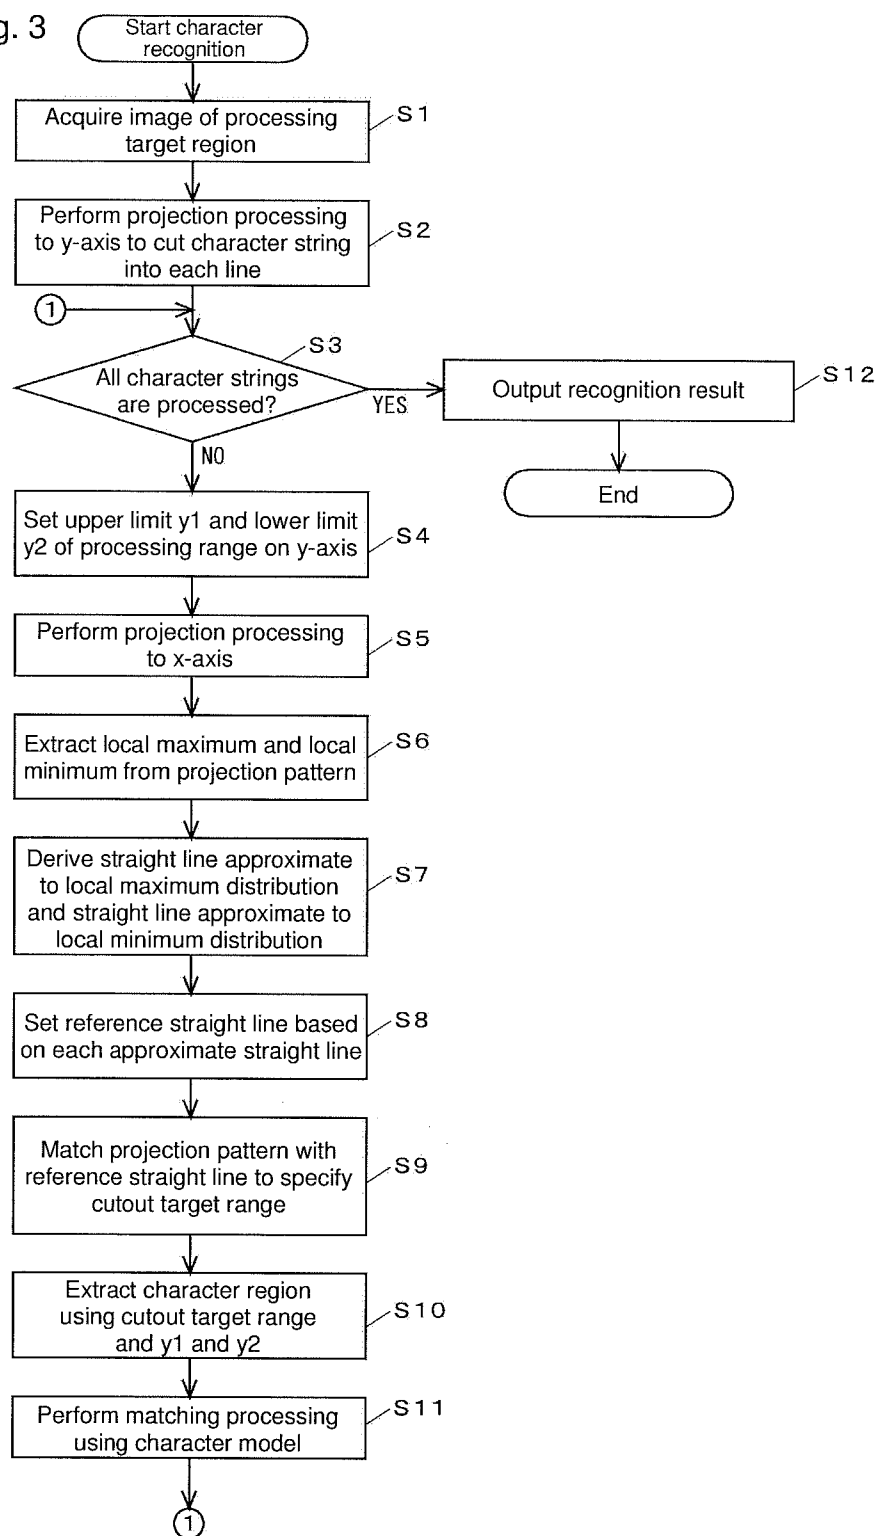 g. 3
Start character
recognition
Acquire image of processing
target region
S1
Perform projection processing
to y-axis to cut character string
into each line
S2
1
All character strings
are processed?
S3
YES
NO
Output recognition result
S12
End
Set upper limit y1 and lower limit
y2 of processing range on y-axis
S4
Perform projection processing
to x-axis
S5
Extract local maximum and local
minimum from projection pattern
S6
Derive straight line approximate
to local maximum distribution
and straight line approximate to
local minimum distribution
S7
Set reference straight line based
on each approximate straight line
S8
Match projection pattern with
reference straight line to specify
cutout target range
S9
Extract character region
using cutout target range
and y1 and y2
S10
Perform matching processing
using character model
S11
1